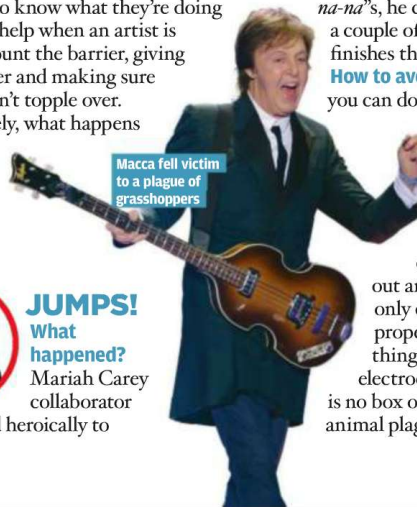 o know what they're doing
help when an artist is
ount the barrier, giving
er and making sure
n't topple over.
ely, what happens
Macca fell victim
to a plague of
grasshoppers
JUMPS!
What
happened?
Mariah Carey
collaborator
heroically to
na-na"s, he c
a couple of
finishes th
How to av
you can do
out a
only
prop
thing
electro
is no box o
animal plag